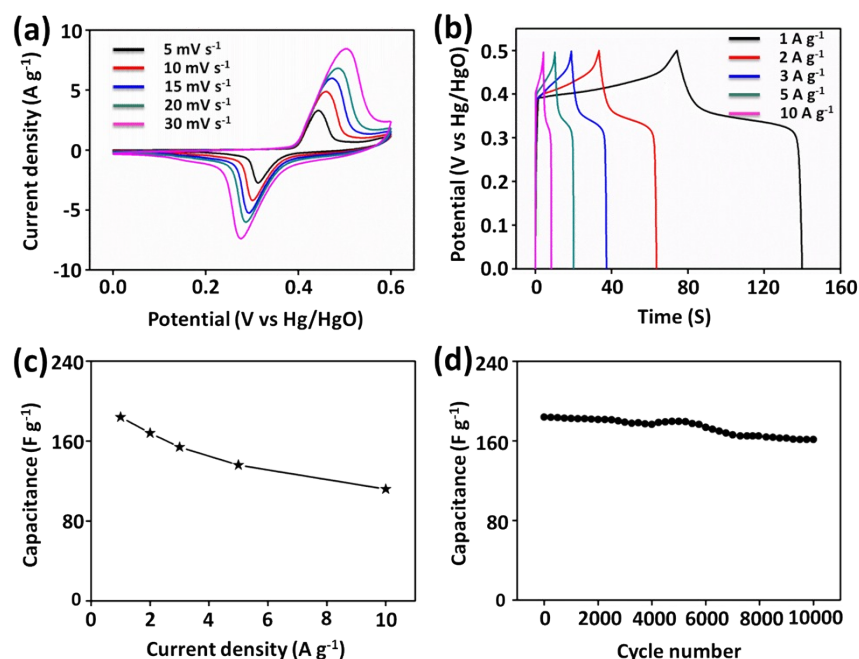 (a)
10
5
0
-5
-10
Current density (A g⁻¹)
5 mV s⁻¹
10 mV s⁻¹
15 mV s⁻¹
20 mV s⁻¹
30 mV s⁻¹
0.0 0.2 0.4 0.6
Potential (V vs Hg/HgO)
(b)
0.5
0.4
0.3
0.2
0.1
0.0
Potential (V vs Hg/HgO)
1 A g⁻¹
2 A g⁻¹
3 A g⁻¹
5 A g⁻¹
10 A g⁻¹
0 40 80 120 160
Time (S)
(c)
240
160
80
0
Capacitance (F g⁻¹)
0 2 4 6 8 10
Current density (A g⁻¹)
(d)
240
160
80
0
Capacitance (F g⁻¹)
0 2000 4000 6000 8000 10000
Cycle number